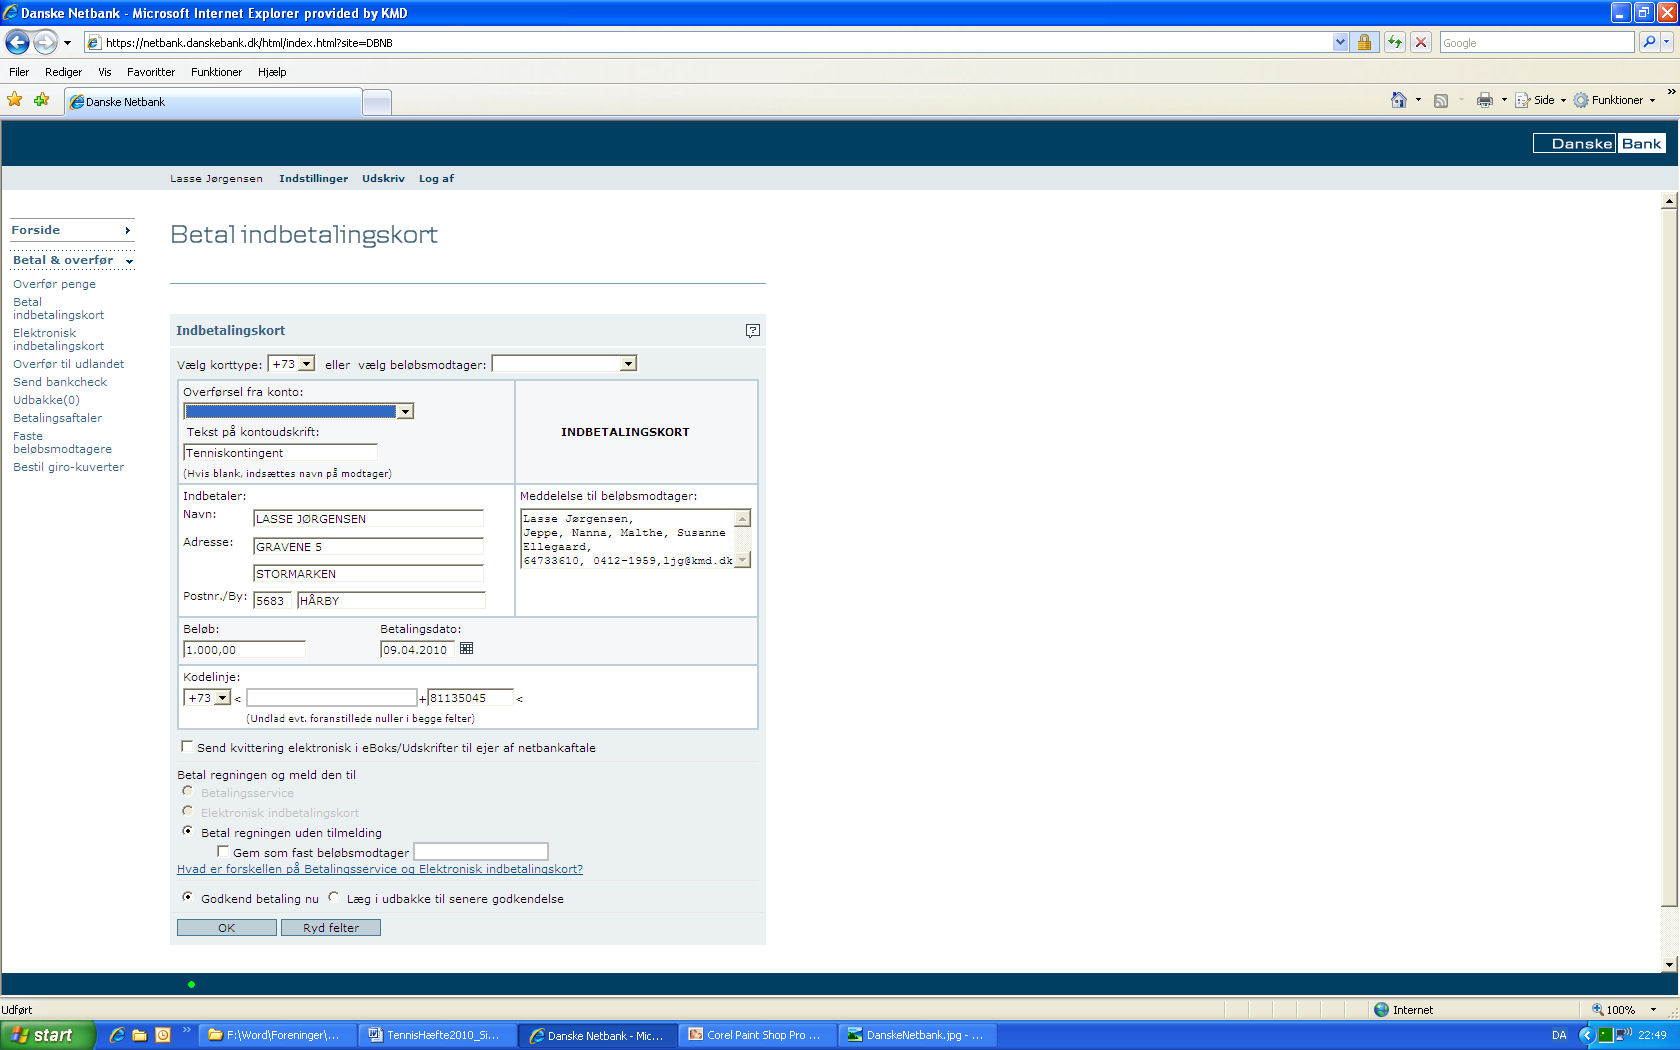 Danske Netbank - Microsoft Internet Explorer provided by KMD
https://netbank.danskebank.dk/html/index.html?site=DBNB
Google
Filer Rediger Vis Favoritter Funktioner Hjælp
Danske Netbank
Side Funktioner »
Danske Bank
Lasse Jørgensen Indstillinger Udskriv Log af
Forside
Betal & overfør
Overfør penge
Betal
indbetalingskort
Elektronisk
indbetalingskort
Overfør til udlandet
Send bankcheck
Udbakke(0)
Betalingsaftaler
Faste
beløbsmodtagere
Bestil giro-kuverter
Betal indbetalingskort
Indbetalingskort ?
Vælg korttype: +73 eller vælg beløbsmodtager:
Overførsel fra konto:
Tekst på kontoudskrift:
Tenniskontingent
(Hvis blank, indsættes navn på modtager)
INDBETALINGSKORT
Indbetaler:
Navn: LASSE JØRGENSEN
Adresse: GRAVENE 5
STORMARKEN
Postnr./By: 5683 HÅRBY
Meddelelse til beløbsmodtager:
Lasse Jørgensen,
Jeppe, Nanna, Malthe, Susanne
Ellegaard,
64733610, 0412-1959,ljg@kmd.dk
Beløb: Betalingsdato:
1.000,00 09.04.2010
Kodelinje:
+73 < + 81135045 <
(Undlad evt. foranstillede nuller i begge felter)
Send kvittering elektronisk i eBoks/Udskrifter til ejer af netbankaftale
Betal regningen og meld den til
Betalingsservice
Elektronisk indbetalingskort
Betal regningen uden tilmelding
Gem som fast beløbsmodtager
Hvad er forskellen på Betalingsservice og Elektronisk indbetalingskort?
Godkend betaling nu Læg i udbakke til senere godkendelse
OK Ryd felter
Udført Internet 100%
start » F:\Word\Foreninger\... TennisHæfte2010_Si... Danske Netbank - Mic... Corel Paint Shop Pro ... DanskeNetbank.jpg - ... DA 22:49